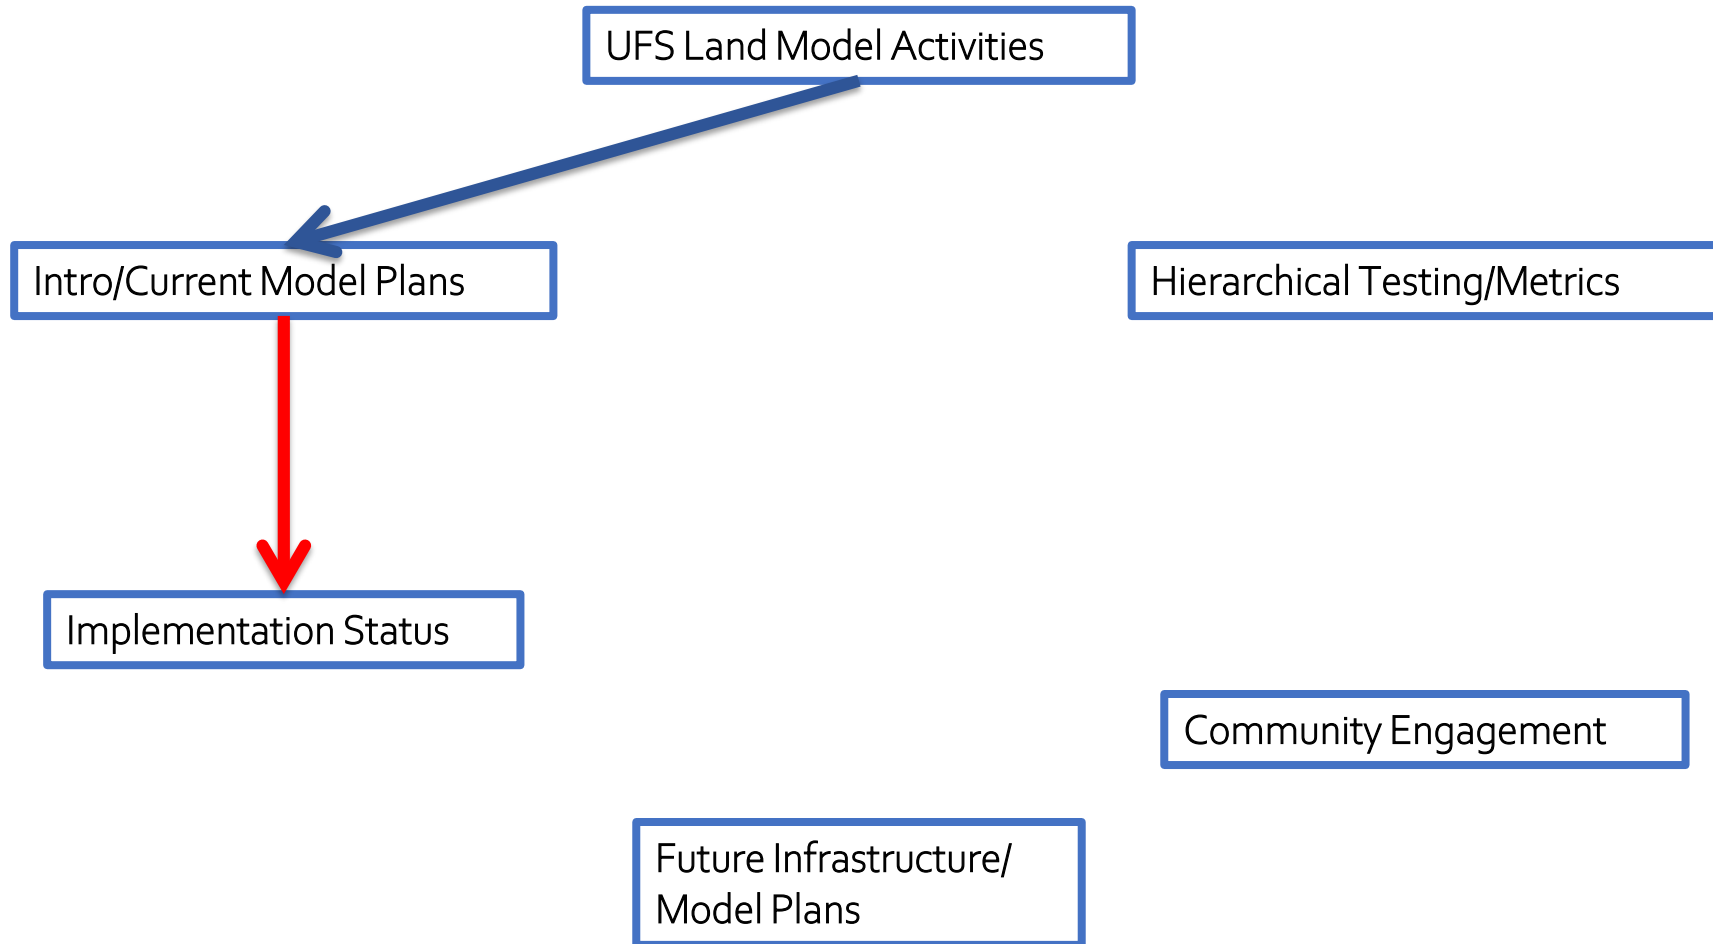 UFS Land Model Activities
Intro/Current Model Plans
Hierarchical Testing/Metrics
Implementation Status
Community Engagement
Future Infrastructure/
Model Plans